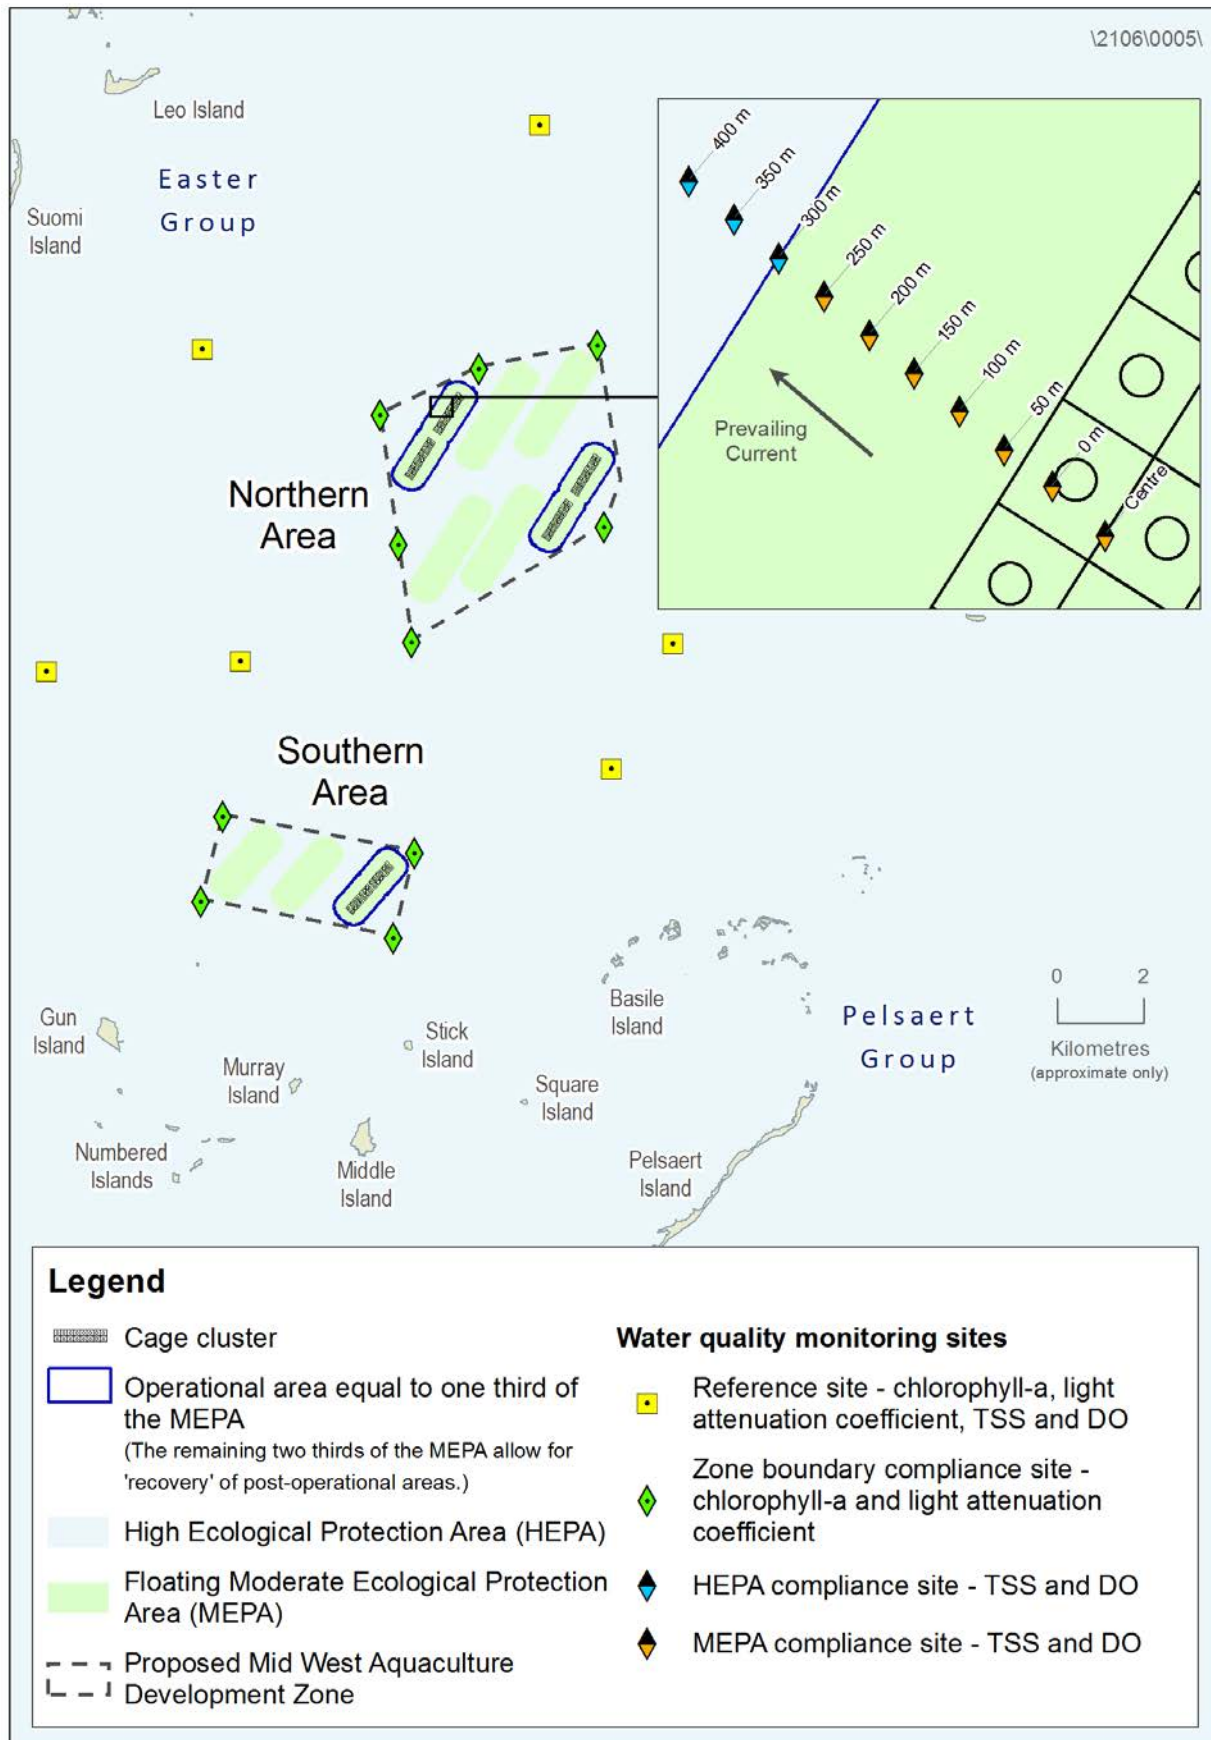 \2106\0005\
Leo Island
Easter
Group
Suomi
Island
400 m
350 m
300 m
250 m
200 m
150 m
100 m
50 m
0 m
Centre
Prevailing
Current
Northern
Area
Southern
Area
Basile
Island
Pelsaert
Group
0 2
Kilometres
(approximate only)
Gun
Island
Stick
Island
Murray
Island
Square
Island
Numbered
Islands
Middle
Island
Pelsaert
Island
Legend
Cage cluster
Operational area equal to one third of
the MEPA
(The remaining two thirds of the MEPA allow for
'recovery' of post-operational areas.)
High Ecological Protection Area (HEPA)
Floating Moderate Ecological Protection
Area (MEPA)
Proposed Mid West Aquaculture
Development Zone
Water quality monitoring sites
Reference site - chlorophyll-a, light
attenuation coefficient, TSS and DO
Zone boundary compliance site -
chlorophyll-a and light attenuation
coefficient
HEPA compliance site - TSS and DO
MEPA compliance site - TSS and DO